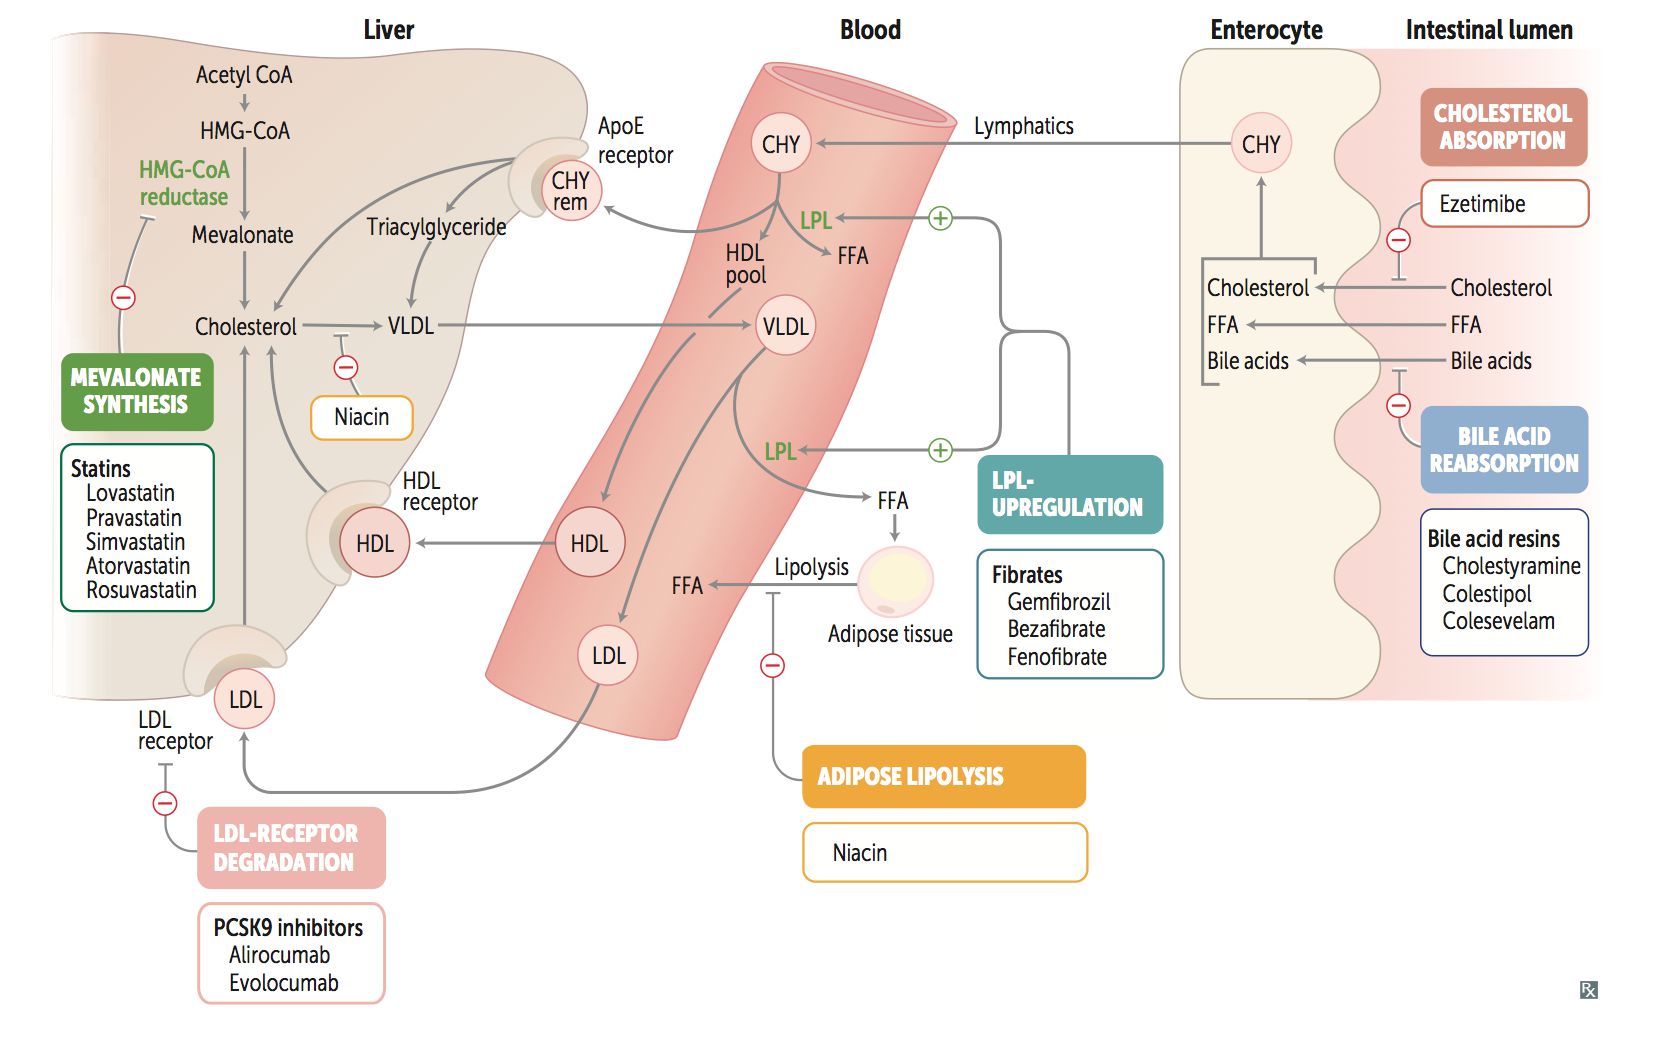 Liver
Blood
Enterocyte
Intestinal lumen
Acetyl CoA
HMG-CoA
HMG-CoA
reductase
Mevalonate
Cholesterol
Triacylglyceride
VLDL
ApoE
receptor
CHY
rem
MEVALONATE
SYNTHESIS
Statins
Lovastatin
Pravastatin
Simvastatin
Atorvastatin
Rosuvastatin
Niacin
HDL
receptor
HDL
LDL
LDL
receptor
LDL-RECEPTOR
DEGRADATION
PCSK9 inhibitors
Alirocumab
Evolocumab
CHY
Lymphatics
LPL
HDL
pool
FFA
VLDL
LPL
FFA
HDL
Lipolysis
FFA
Adipose tissue
LDL
LPL-
UPREGULATION
Fibrates
Gemfibrozil
Bezafibrate
Fenofibrate
ADIPOSE LIPOLYSIS
Niacin
CHY
Cholesterol
FFA
Bile acids
CHOLESTEROL
ABSORPTION
Ezetimibe
Cholesterol
FFA
Bile acids
BILE ACID
REABSORPTION
Bile acid resins
Cholestyramine
Colestipol
Colesevelam
Rx